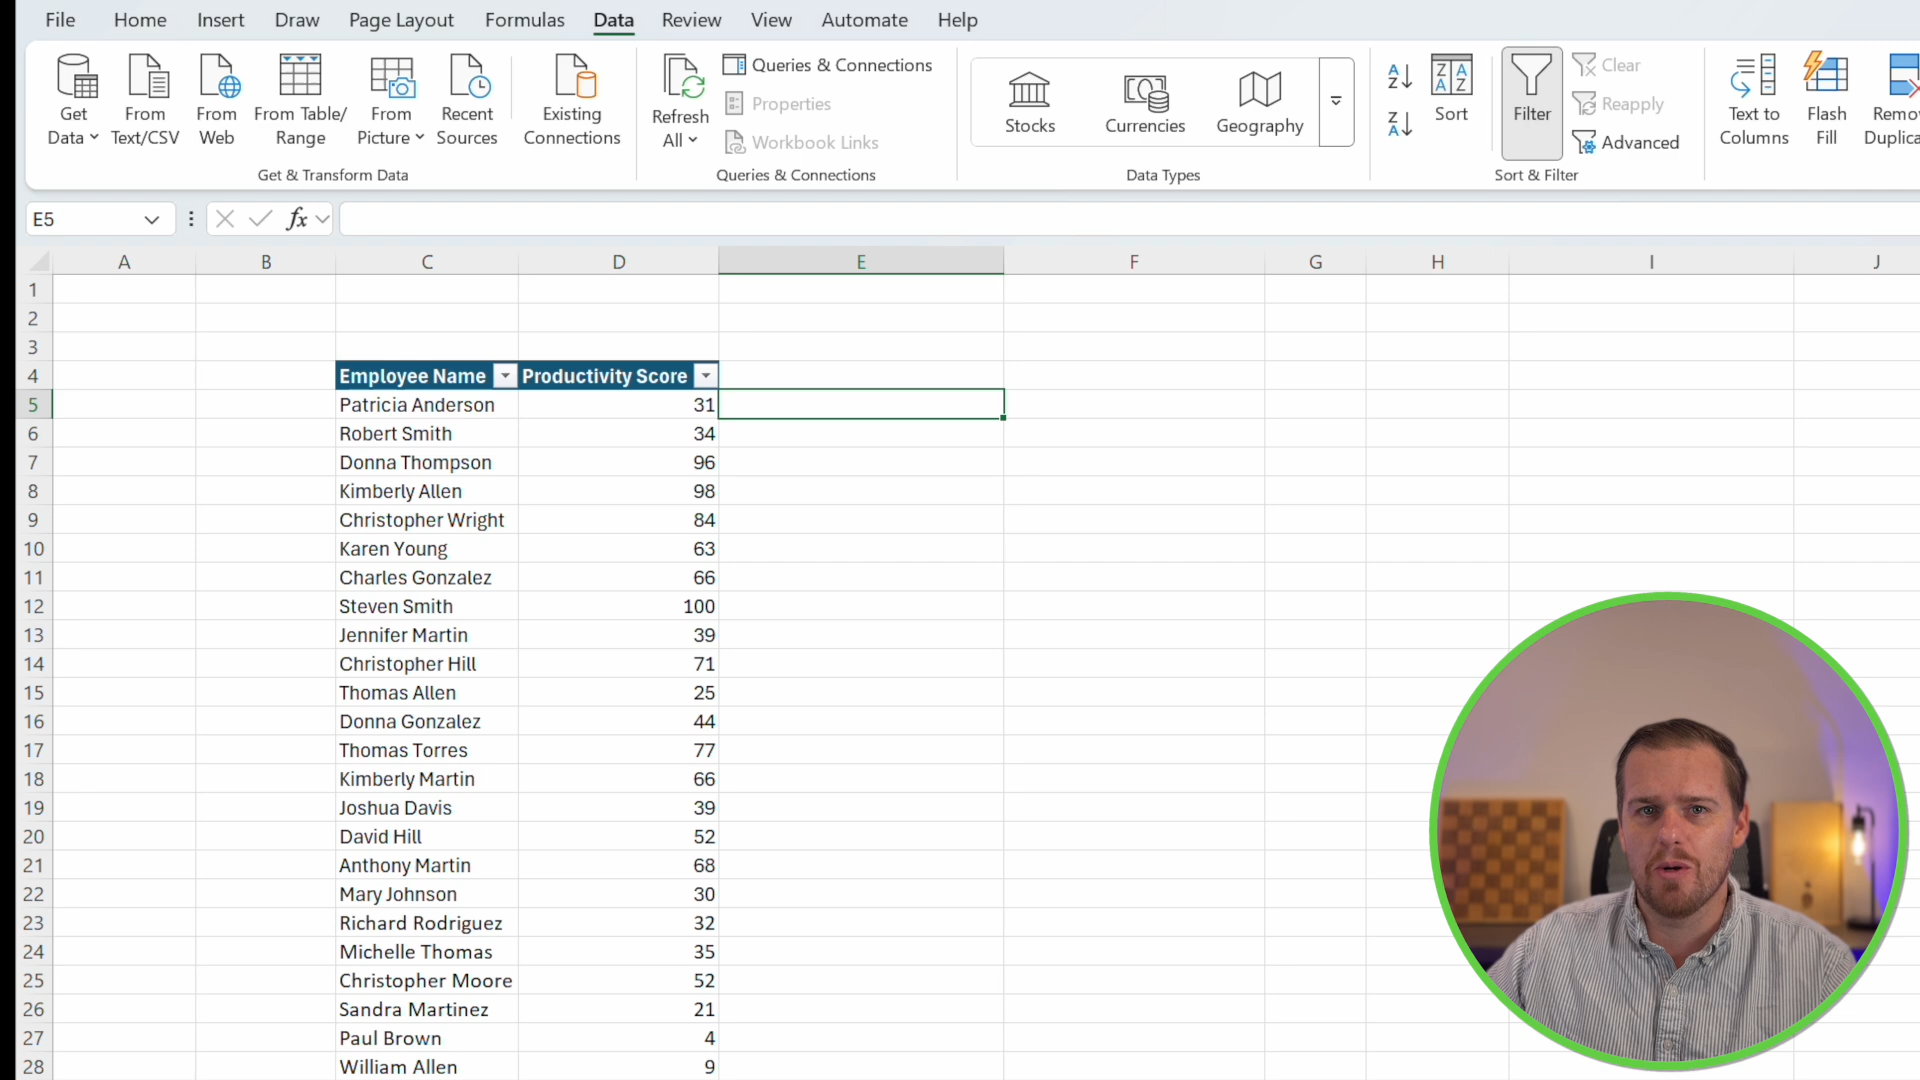 File Home Insert Draw Page Layout Formulas Data Review View Automate Help
Get Data
From Text/CSV
From Web
From Table/ Range
From Picture
Recent Sources
Existing Connections
Get & Transform Data
Refresh All
Queries & Connections
Properties
Workbook Links
Queries & Connections
Stocks
Currencies
Geography
Data Types
Sort
Filter
Clear
Reapply
Advanced
Sort & Filter
Text to Columns
Flash Fill
E5 fx
A B C D E F G H I J
1
2
3
4 Employee Name Productivity Score
5 Patricia Anderson 31
6 Robert Smith 34
7 Donna Thompson 96
8 Kimberly Allen 98
9 Christopher Wright 84
10 Karen Young 63
11 Charles Gonzalez 66
12 Steven Smith 100
13 Jennifer Martin 39
14 Christopher Hill 71
15 Thomas Allen 25
16 Donna Gonzalez 44
17 Thomas Torres 77
18 Kimberly Martin 66
19 Joshua Davis 39
20 David Hill 52
21 Anthony Martin 68
22 Mary Johnson 30
23 Richard Rodriguez 32
24 Michelle Thomas 35
25 Christopher Moore 52
26 Sandra Martinez 21
27 Paul Brown 4
28 William Allen 9